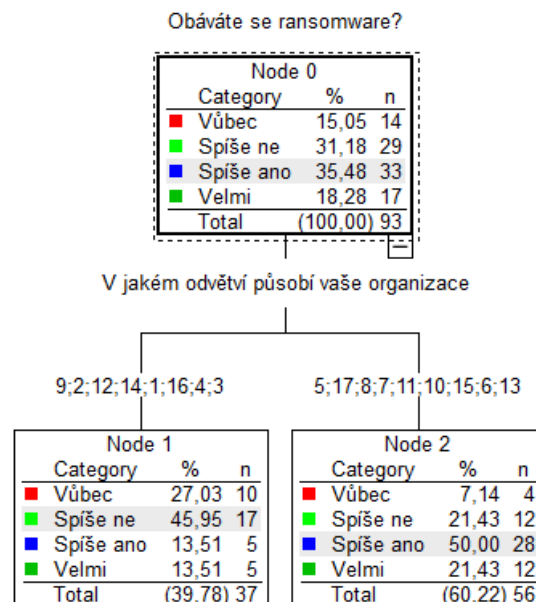 Obáváte se ransomware?
Node 0
Category % n
Vůbec 15,05 14
Spíše ne 31,18 29
Spíše ano 35,48 33
Velmi 18,28 17
Total (100,00) 93
V jakém odvětví působí vaše organizace
9;2;12;14;1;16;4;3
5;17;8;7;11;10;15;6;13
Node 1
Category % n
Vůbec 27,03 10
Spíše ne 45,95 17
Spíše ano 13,51 5
Velmi 13,51 5
Total (39,78) 37
Node 2
Category % n
Vůbec 7,14 4
Spíše ne 21,43 12
Spíše ano 50,00 28
Velmi 21,43 12
Total (60,22) 56